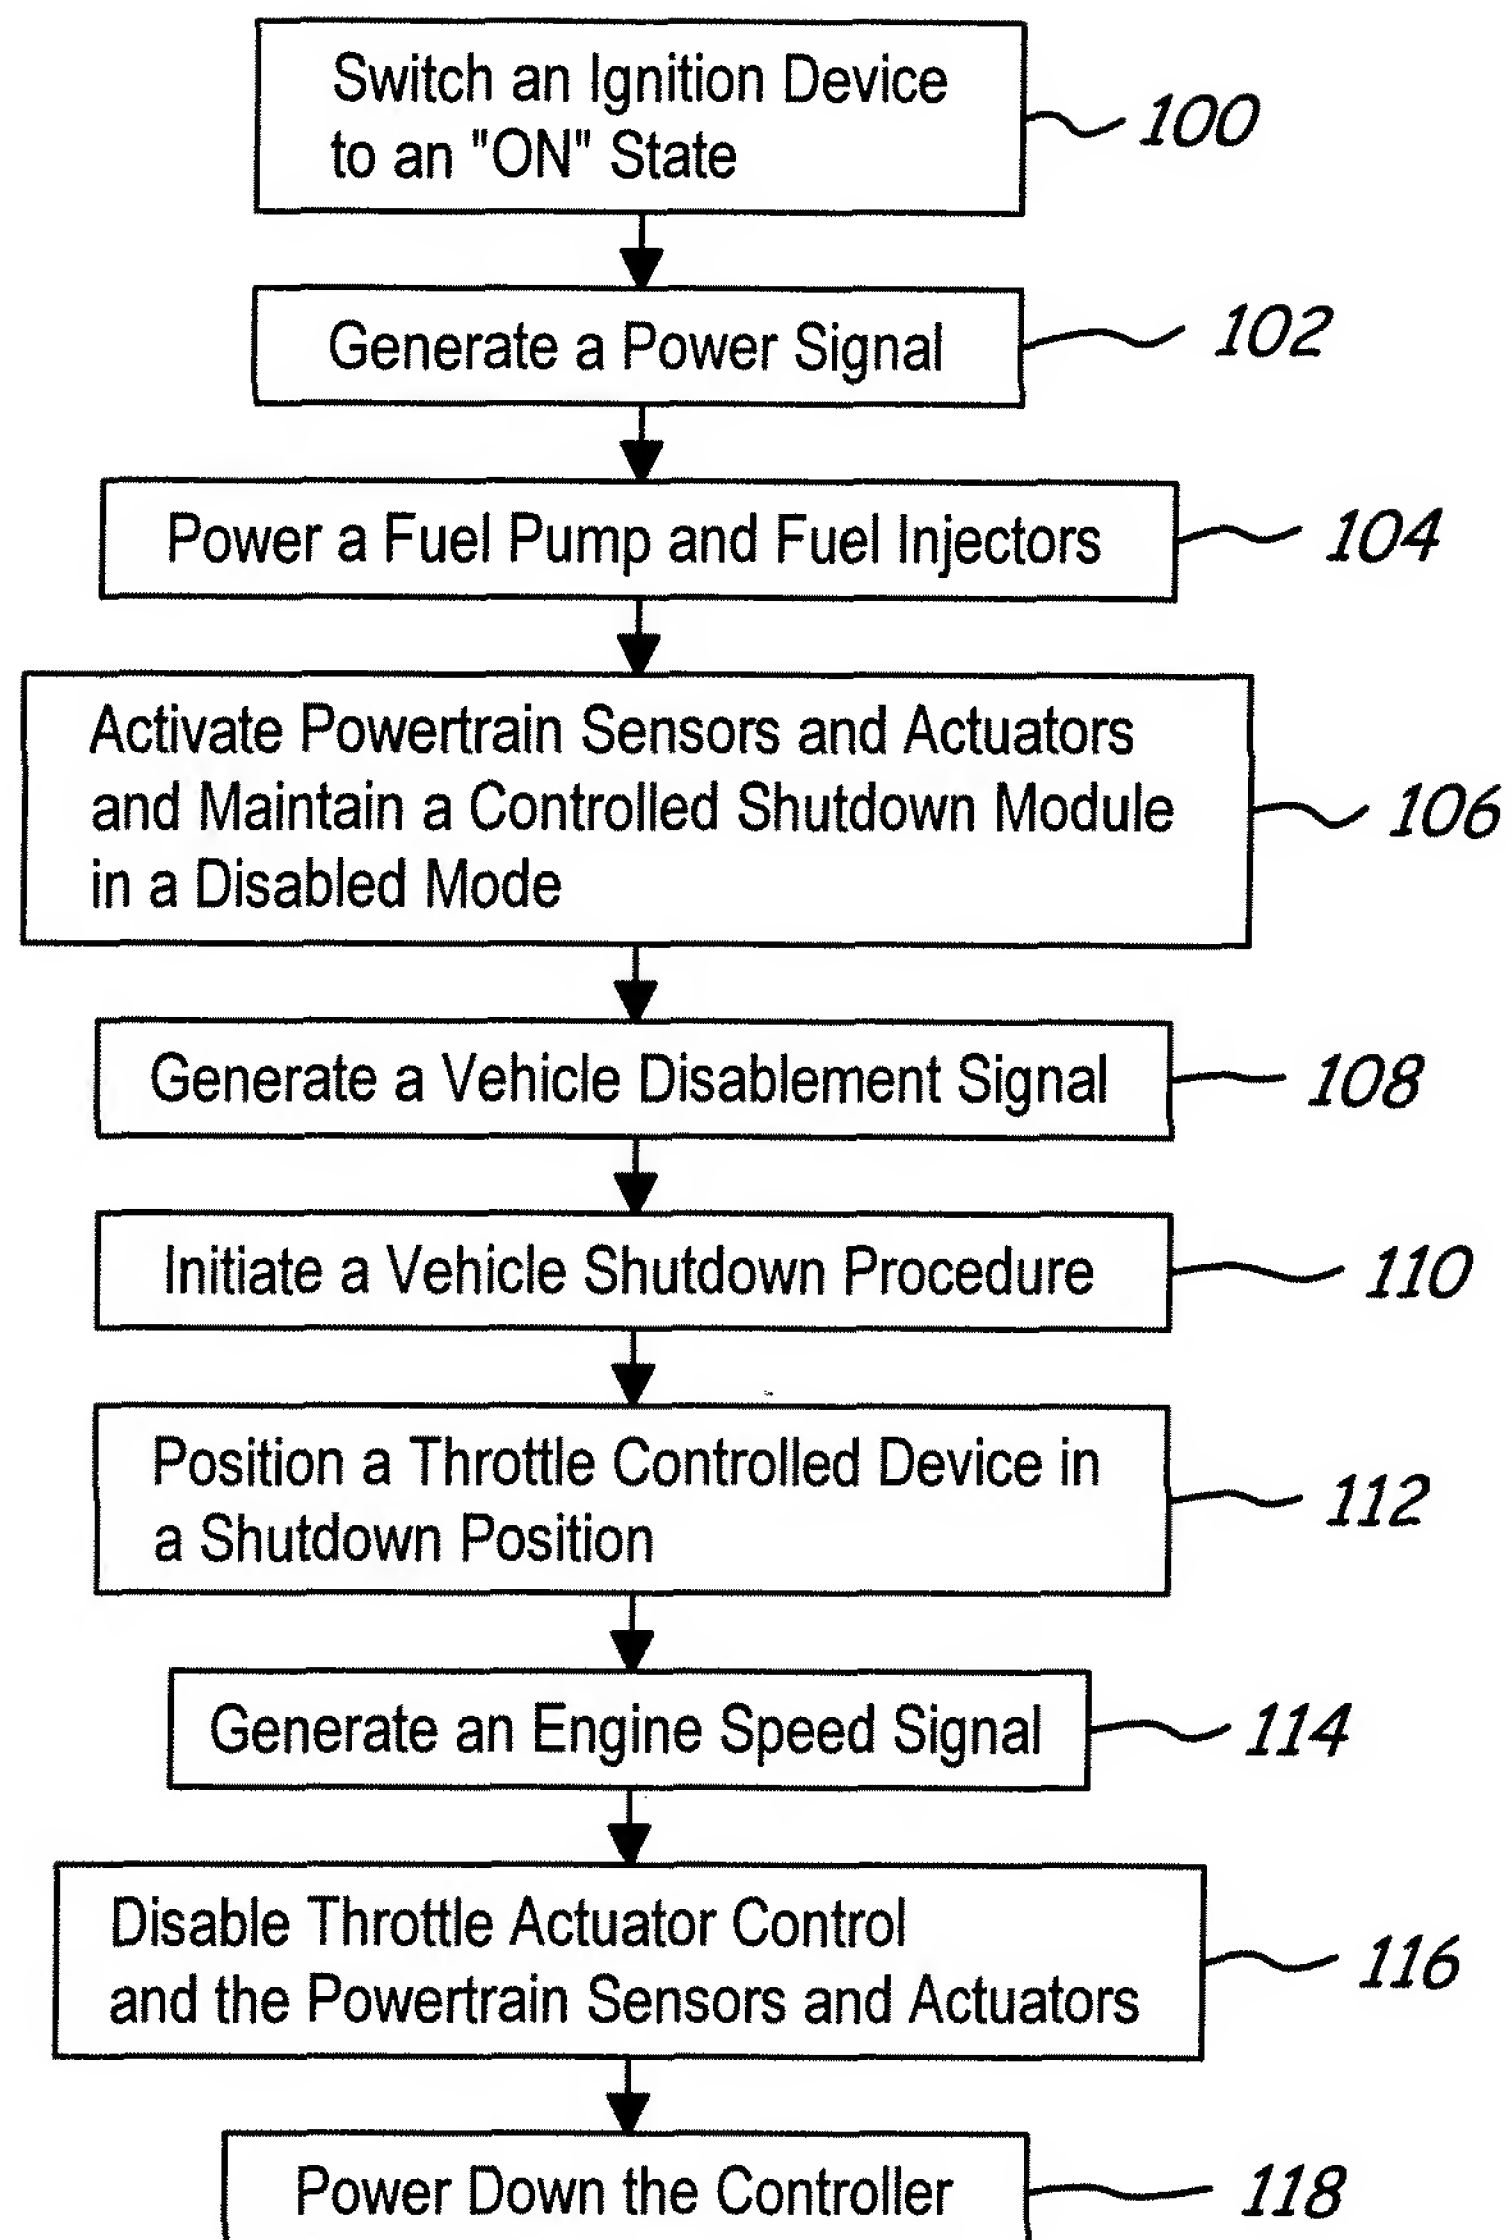 Switch an Ignition Device
to an "ON" State
100
Generate a Power Signal
102
Power a Fuel Pump and Fuel Injectors
104
Activate Powertrain Sensors and Actuators
and Maintain a Controlled Shutdown Module
in a Disabled Mode
106
Generate a Vehicle Disablement Signal
108
Initiate a Vehicle Shutdown Procedure
110
Position a Throttle Controlled Device in
a Shutdown Position
112
Generate an Engine Speed Signal
114
Disable Throttle Actuator Control
and the Powertrain Sensors and Actuators
116
Power Down the Controller
118